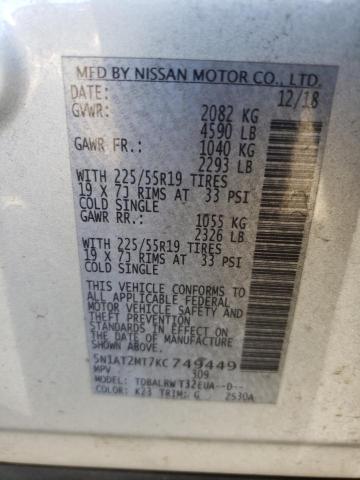 MFD BY NISSAN MOTOR CO., LTD.
DATE: 12/18
GVWR: 2082 KG
4590 LB
GAWR FR: 1040 KG
2293 LB
WITH 225/55R19 TIRES
19 X 7J RIMS AT 33 PSI
COLD SINGLE
GAWR RR: 1055 KG
2326 LB
WITH 225/55R19 TIRES
19 X 7J RIMS AT 33 PSI
COLD SINGLE
THIS VEHICLE CONFORMS TO ALL
APPLICABLE FEDERAL
MOTOR VEHICLE SAFETY AND
THEFT PREVENTION
STANDARDS IN EFFECT ON THE
DATE OF MANUFACTURE
SHOWN ABOVE.
5N1AT2MT7KC749449
MPV 309
MODEL: TDBALRW T32EUA--D--
COLOR: K23 TRIM: G 2530A